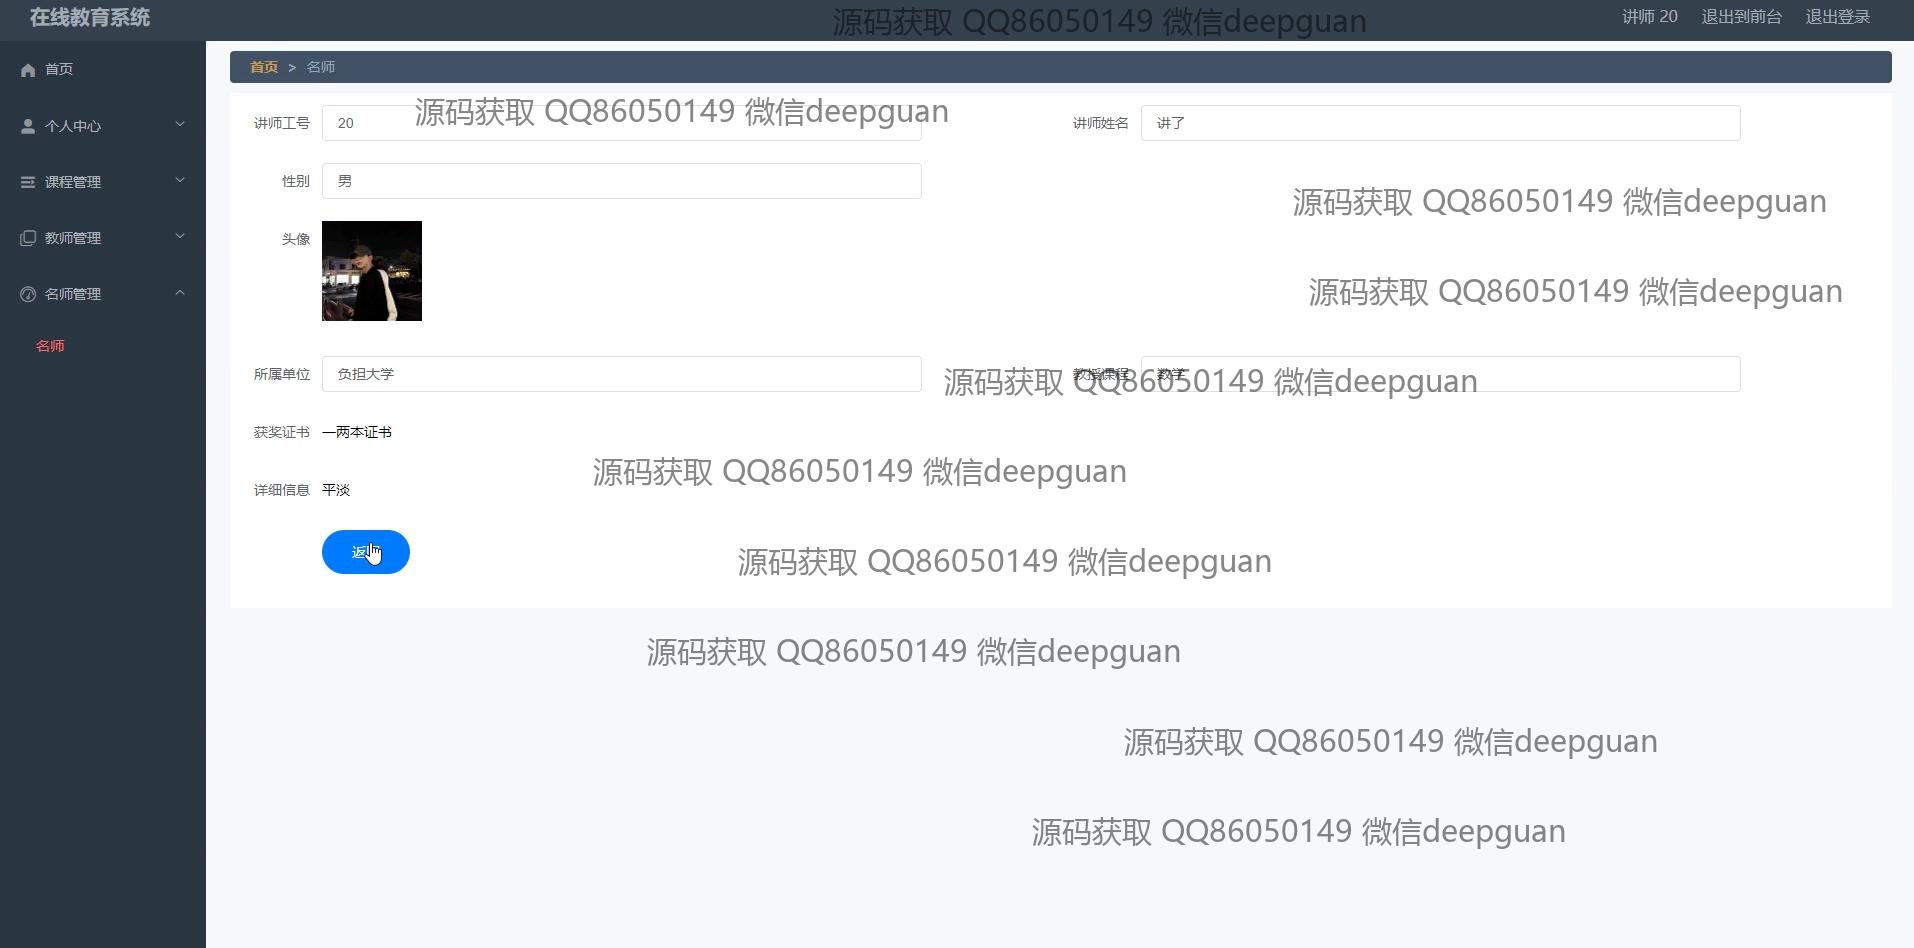 在线教育系统
源码获取 QQ86050149 微信deepguan
讲师 20 退出到前台 退出登录
首页
个人中心
课程管理
教师管理
名师管理
名师
首页 > 名师
讲师工号 20
源码获取 QQ86050149 微信deepguan
讲师姓名 讲了
性别 男
源码获取 QQ86050149 微信deepguan
头像
源码获取 QQ86050149 微信deepguan
所属单位 负担大学
教授课程 数学
源码获取 QQ86050149 微信deepguan
获奖证书 一两本证书
源码获取 QQ86050149 微信deepguan
详细信息 平淡
返
源码获取 QQ86050149 微信deepguan
源码获取 QQ86050149 微信deepguan
源码获取 QQ86050149 微信deepguan
源码获取 QQ86050149 微信deepguan